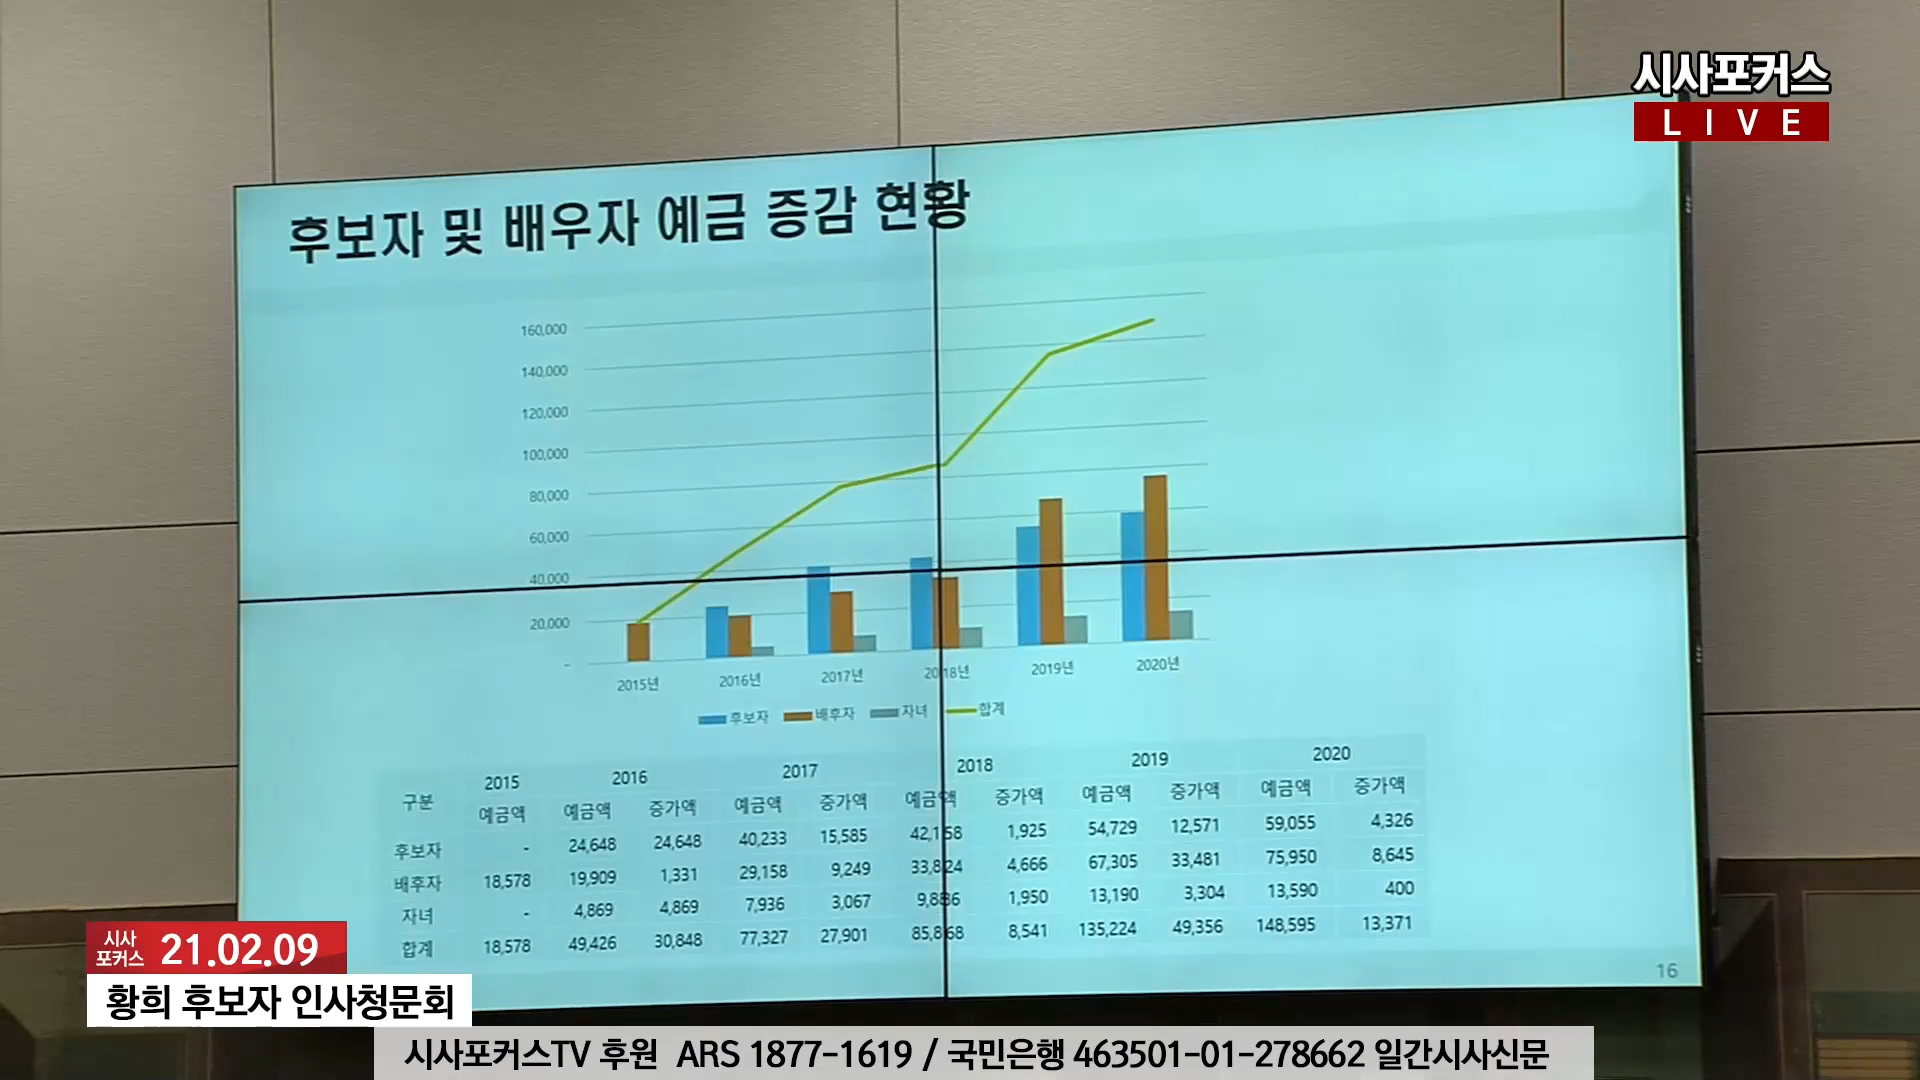 시사포커스
LIVE
후보자 및 배우자 예금 증감 현황
160,000
140,000
120,000
100,000
80,000
60,000
40,000
20,000
-
2015년 2016년 2017년 2018년 2019년 2020년
후보자 배후자 자녀 합계
구분 2015 2016 2017 2018 2019 2020
예금액 예금액 증가액 예금액 증가액 예금액 증가액 예금액 증가액 예금액 증가액
후보자 - 24,648 24,648 40,233 15,585 42,158 1,925 54,729 12,571 59,055 4,326
배후자 18,578 19,909 1,331 29,158 9,249 33,824 4,666 67,305 33,481 75,950 8,645
자녀 - 4,869 4,869 7,936 3,067 9,886 1,950 13,190 3,304 13,590 400
합계 18,578 49,426 30,848 77,327 27,901 85,868 8,541 135,224 49,356 148,595 13,371
16
시사
포커스
21.02.09
황희 후보자 인사청문회
시사포커스TV 후원 ARS 1877-1619 / 국민은행 463501-01-278662 일간시사신문